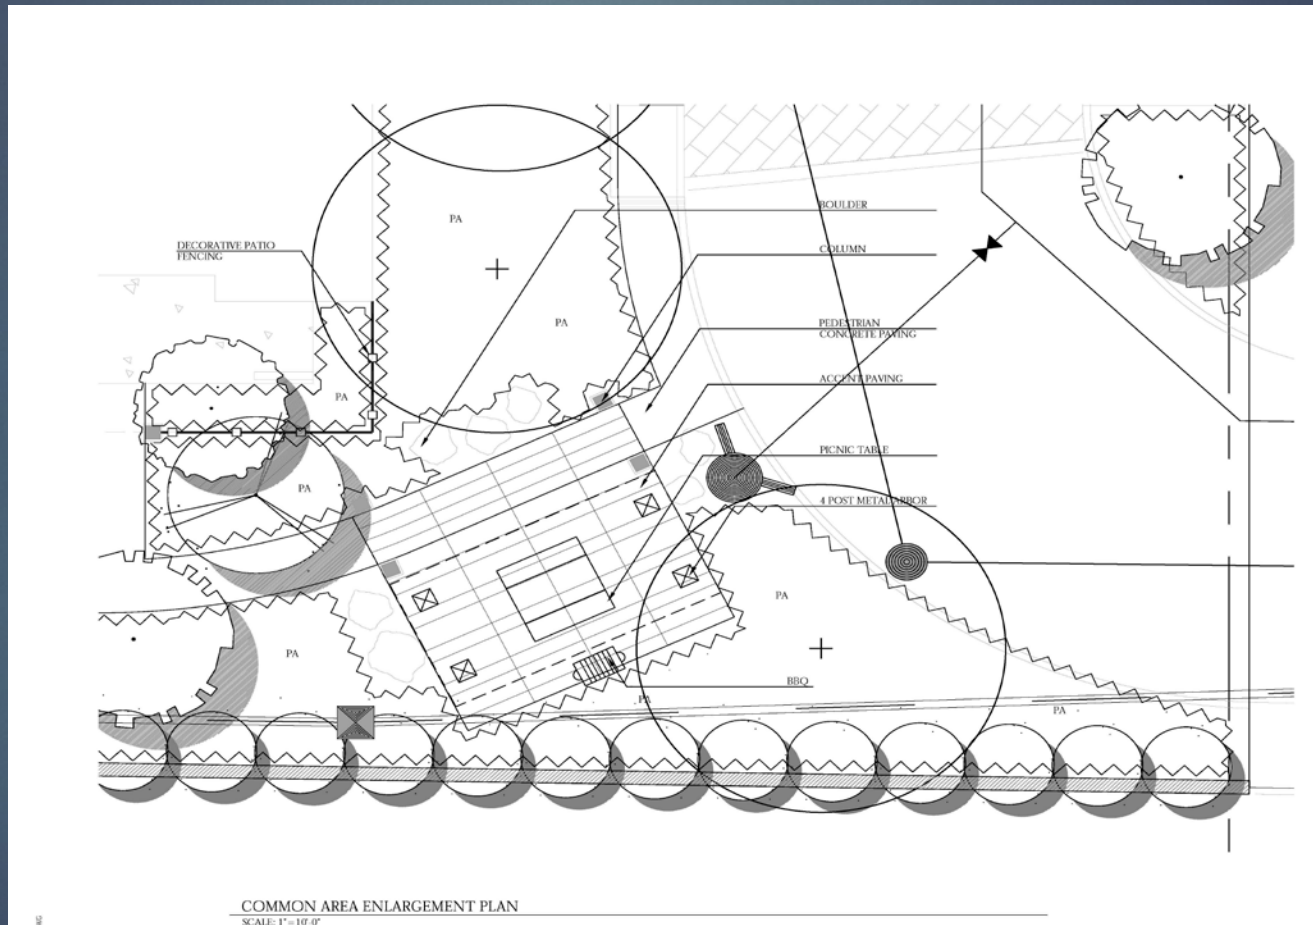 BOULDER
PA
DECORATIVE PATIO
FENCING
COLUMN
PA
PEDESTRIAN
CONCRETE PAVING
ACCENT PAVING
PA
PICNIC TABLE
PA
4 POST METAL ARBOR
PA
PA
BBQ
PA
PA
COMMON AREA ENLARGEMENT PLAN
SCALE: 1" = 10'-0"